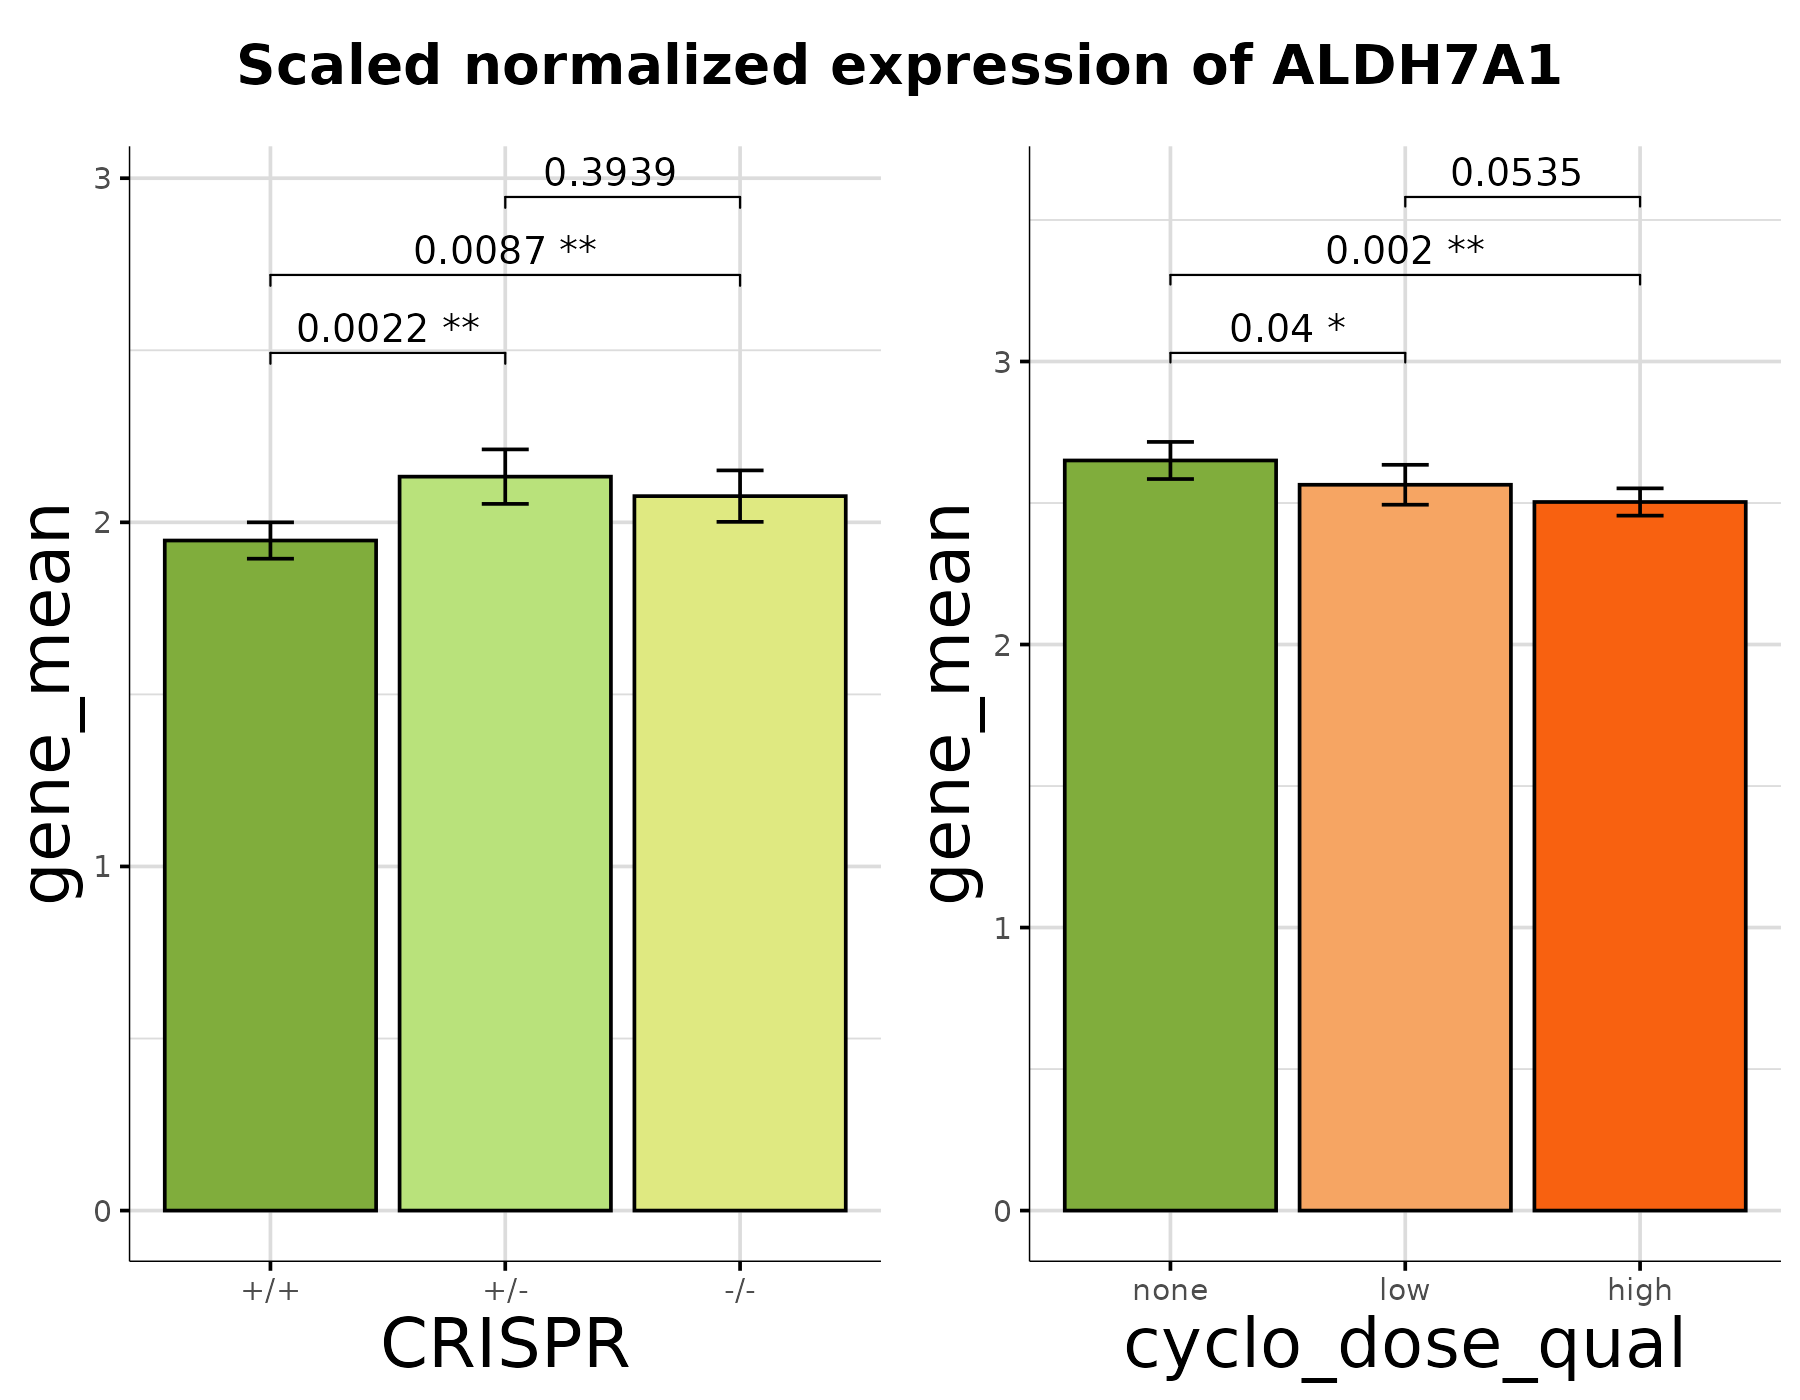 Scaled normalized expression of ALDH7A1
gene_mean
3
2
1
0
0.3939
0.0087 **
0.0022 **
+/+ +/- -/-
CRISPR
gene_mean
3
2
1
0
0.0535
0.002 **
0.04 *
none low high
cyclo_dose_qual